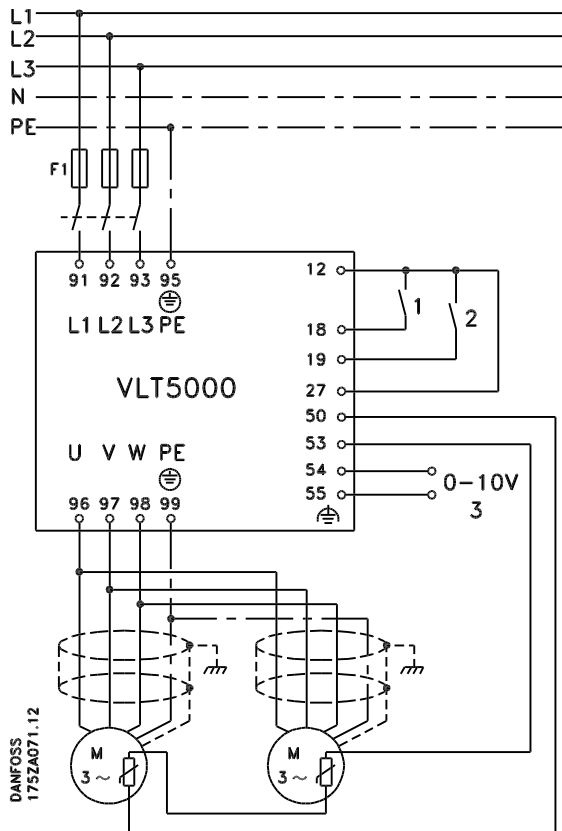 L1
L2
L3
N
PE
F1
91 92 93 95
L1 L2 L3 PE
VLT5000
U V W PE
96 97 98 99
12
18
19
27
50
53
54
55
1
2
0-10V
3
M
3 ~
M
3 ~
DANFOSS
175ZA071.12